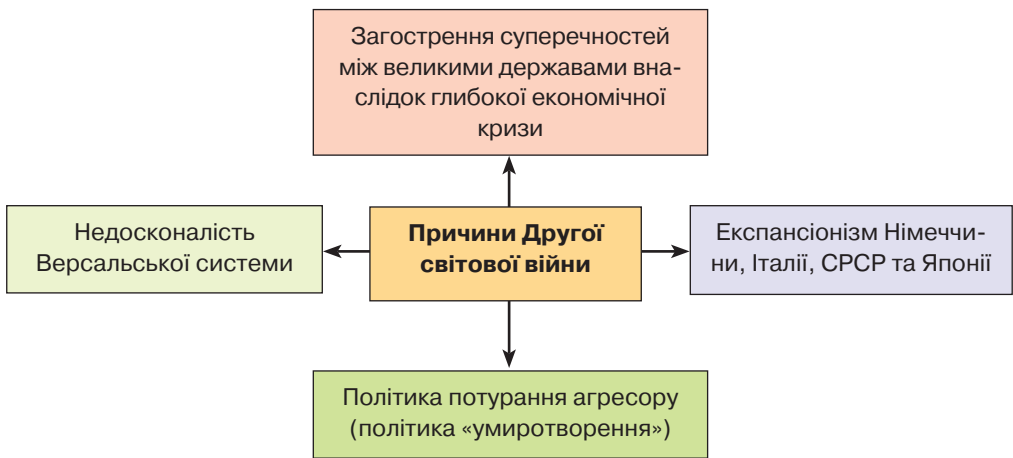 Загострення суперечностей
між великими державами вна-
слідок глибокої економічної
кризи
Недосконалість
Версальської системи
Причини Другої
світової війни
Експансіонізм Німеччи-
ни, Італії, СРСР та Японії
Політика потурання агресору
(політика «умиротворення»)